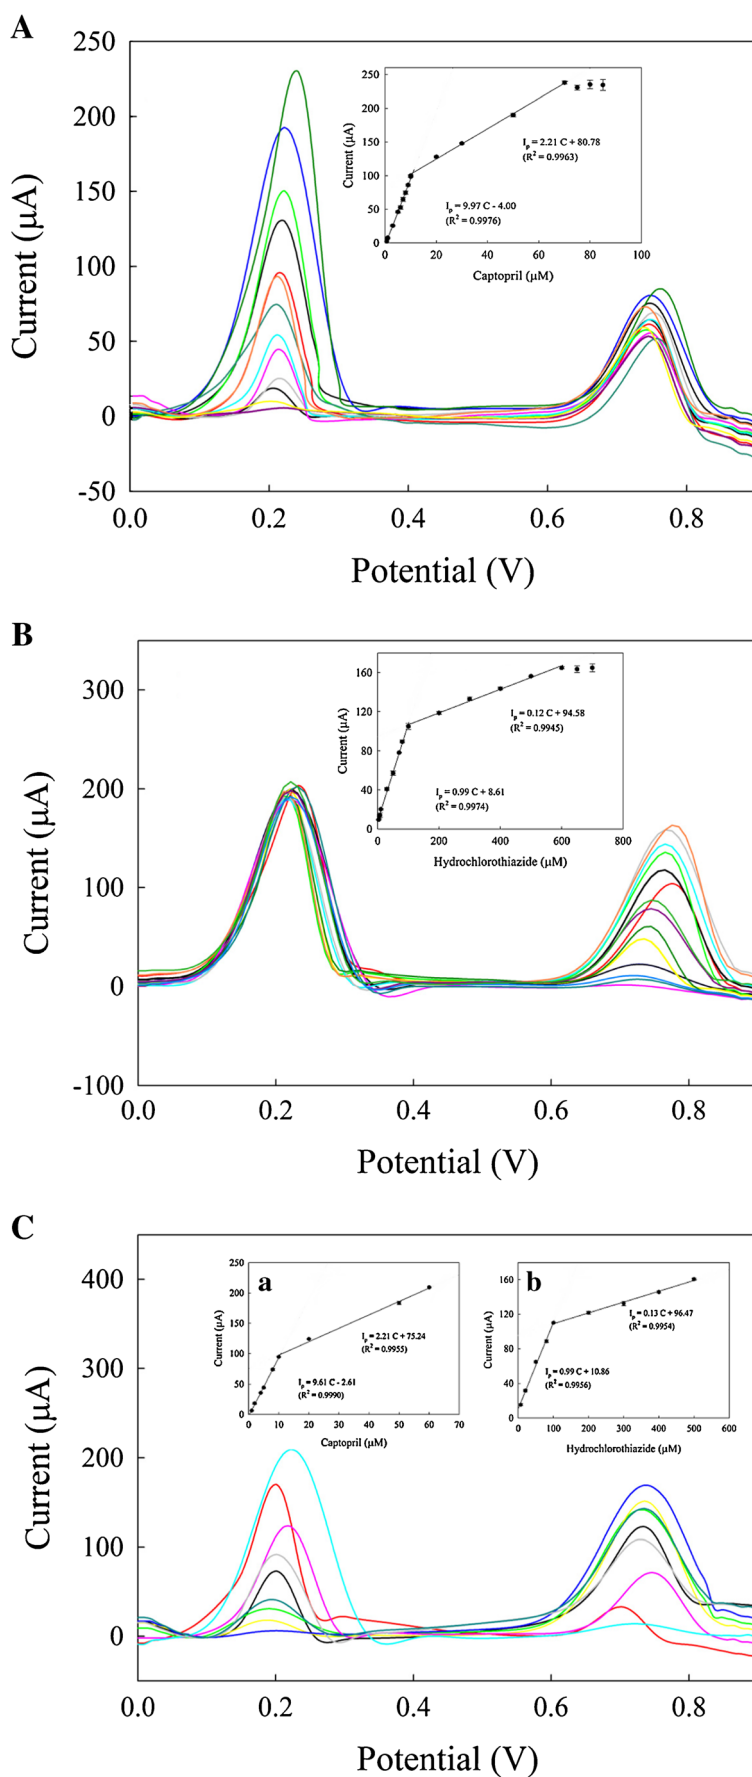 A
250
200
150
100
50
0
-50
Current (µA)
0.0 0.2 0.4 0.6 0.8
Potential (V)
250
200
150
100
50
0
Current (µA)
0 20 40 60 80 100
Captopril (µM)
Ip = 2.21 C + 80.78
(R² = 0.9963)
Ip = 9.97 C - 4.00
(R² = 0.9976)
B
300
200
100
0
-100
Current (µA)
0.0 0.2 0.4 0.6 0.8
Potential (V)
160
120
80
40
0
Current (µA)
0 200 400 600 800
Hydrochlorothiazide (µM)
Ip = 0.12 C + 94.58
(R² = 0.9945)
Ip = 0.99 C + 8.61
(R² = 0.9974)
C
400
300
200
100
0
Current (µA)
0.0 0.2 0.4 0.6 0.8
Potential (V)
a
250
200
150
100
50
0
Current (µA)
0 10 20 30 40 50 60 70
Captopril (µM)
Ip = 2.21 C + 75.24
(R² = 0.9955)
Ip = 9.61 C - 2.61
(R² = 0.9990)
b
160
120
80
40
0
Current (µA)
0 100 200 300 400 500 600
Hydrochlorothiazide (µM)
Ip = 0.13 C + 96.47
(R² = 0.9954)
Ip = 0.99 C + 10.86
(R² = 0.9956)